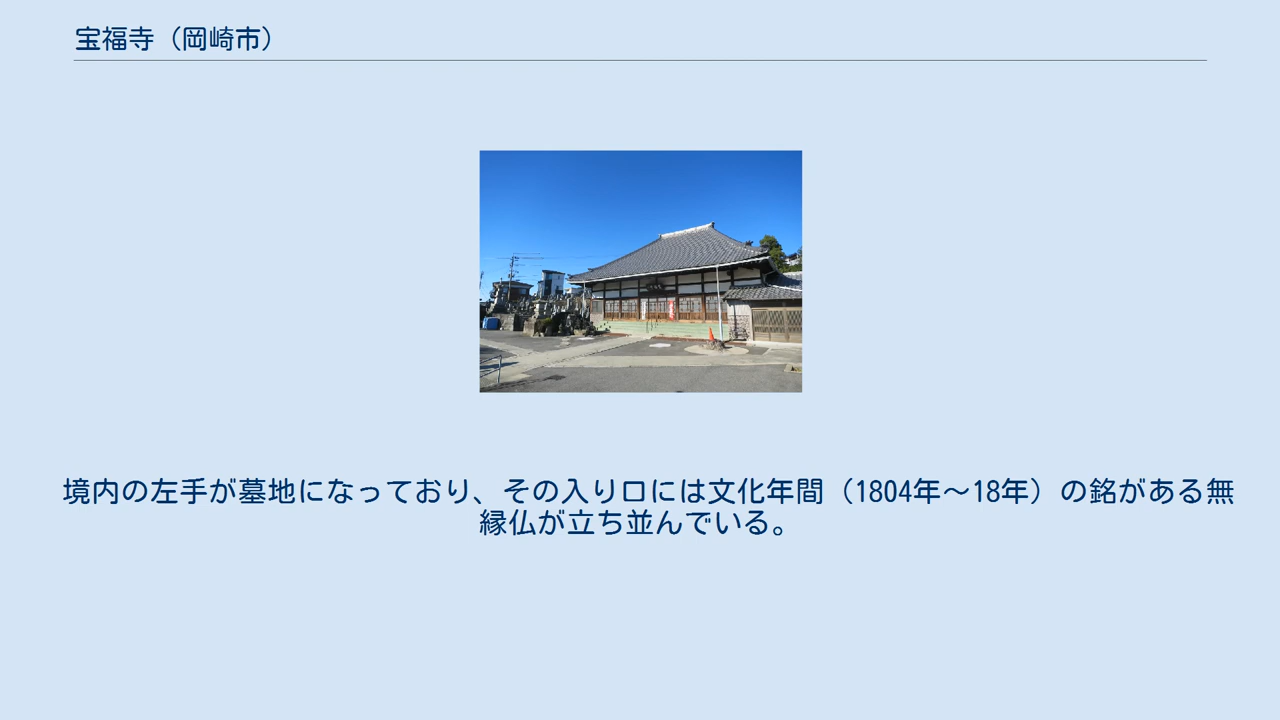 宝福寺（岡崎市）
境内の左手が墓地になっており、その入り口には文化年間（1804年～18年）の銘がある無
縁仏が立ち並んでいる。